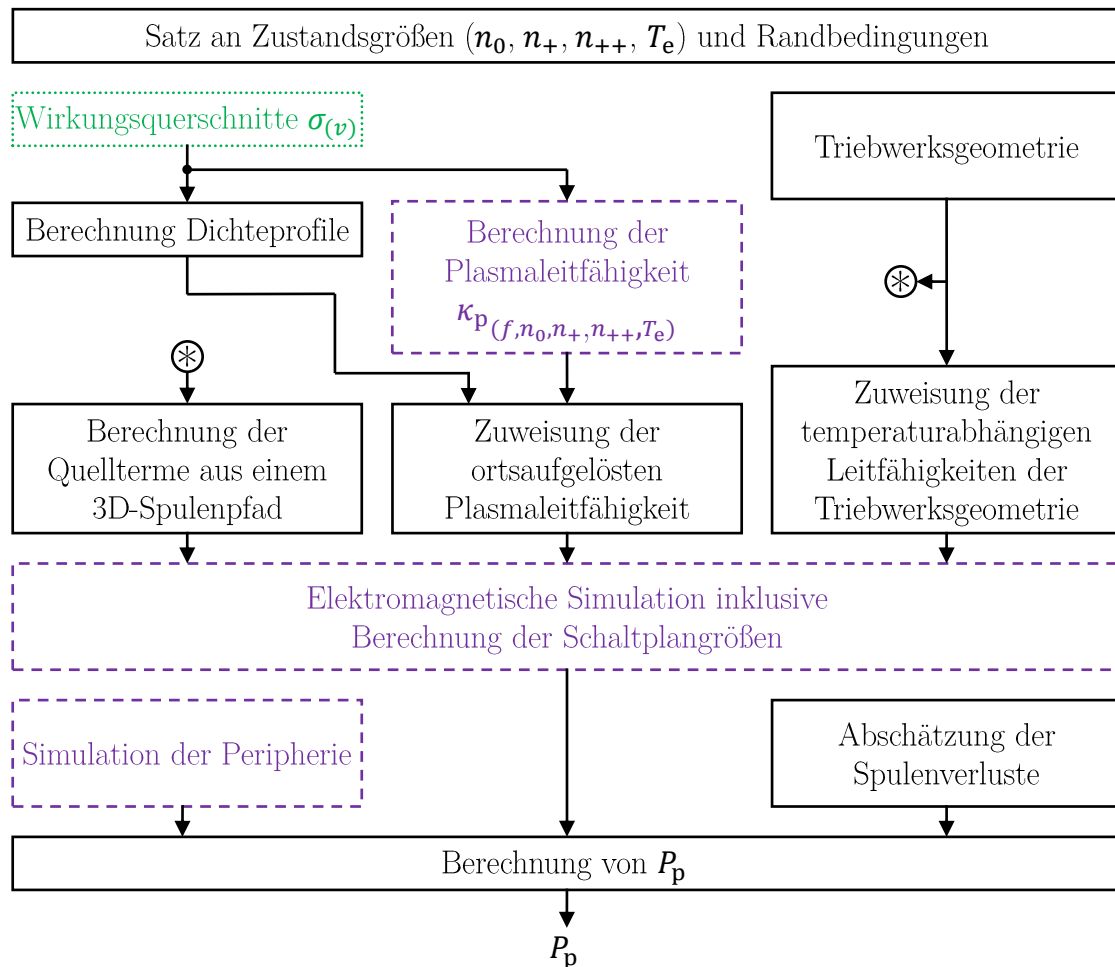 Satz an Zustandsgrößen (n₀, n₊, n₊₊, Tₑ) und Randbedingungen
Wirkungsquerschnitte σ₍ᵥ₎
Triebwerksgeometrie
Berechnung Dichteprofile
Berechnung der
Plasmaleitfähigkeit
κₚ₍f,n₀,n₊,n₊₊,Tₑ₎
⊛
⊛
Berechnung der
Quellterme aus einem
3D-Spulenpfad
Zuweisung der
ortsaufgelösten
Plasmaleitfähigkeit
Zuweisung der
temperaturabhängigen
Leitfähigkeiten der
Triebwerksgeometrie
Elektromagnetische Simulation inklusive
Berechnung der Schaltplangrößen
Simulation der Peripherie
Abschätzung der
Spulenverluste
Berechnung von Pₚ
Pₚ